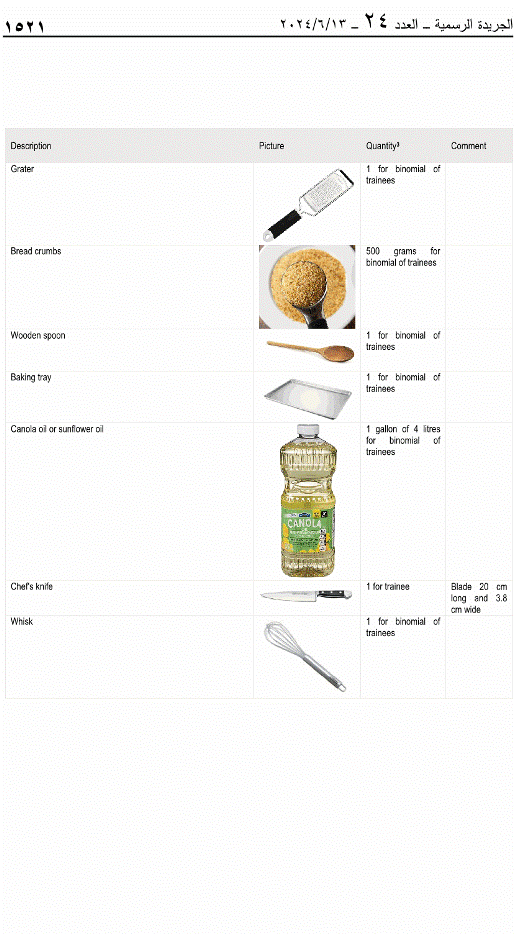 الجريدة الرسمية ــ العدد ٢٤ ــ ٢٠٢٤/٦/١٣
١٥٢١
Description Picture Quantity³ Comment
Grater 1 for binomial of
trainees
Bread crumbs 500 grams for
binomial of trainees
Wooden spoon 1 for binomial of
trainees
Baking tray 1 for binomial of
trainees
Canola oil or sunflower oil 1 gallon of 4 litres
for binomial of
trainees
CANOLA
Chef's knife 1 for trainee Blade 20 cm
long and 3.8
cm wide
Whisk 1 for binomial of
trainees